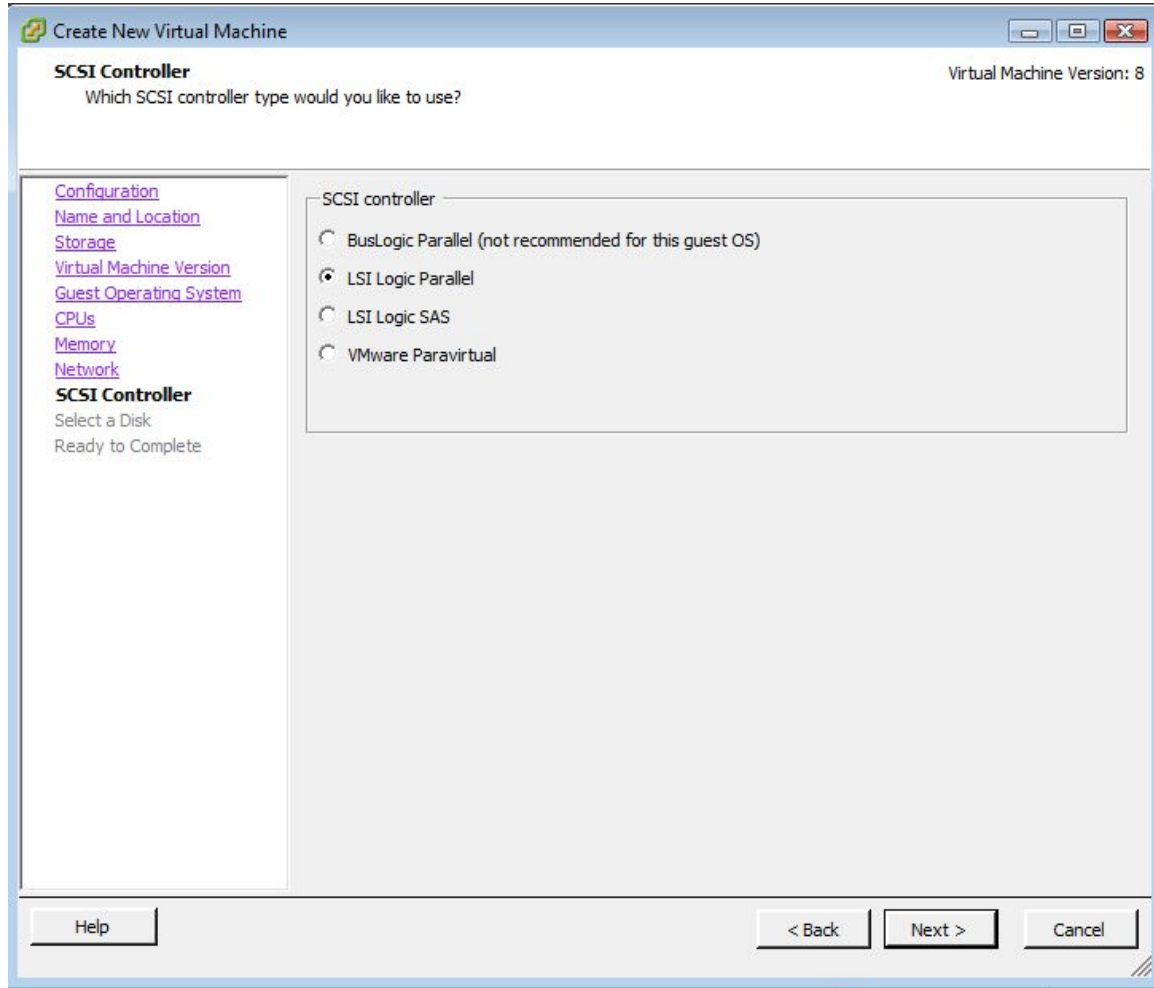 Create New Virtual Machine
SCSI Controller
Virtual Machine Version: 8
Which SCSI controller type would you like to use?
Configuration
Name and Location
Storage
Virtual Machine Version
Guest Operating System
CPUs
Memory
Network
SCSI Controller
Select a Disk
Ready to Complete
SCSI controller
BusLogic Parallel (not recommended for this guest OS)
LSI Logic Parallel
LSI Logic SAS
VMware Paravirtual
Help
< Back
Next >
Cancel